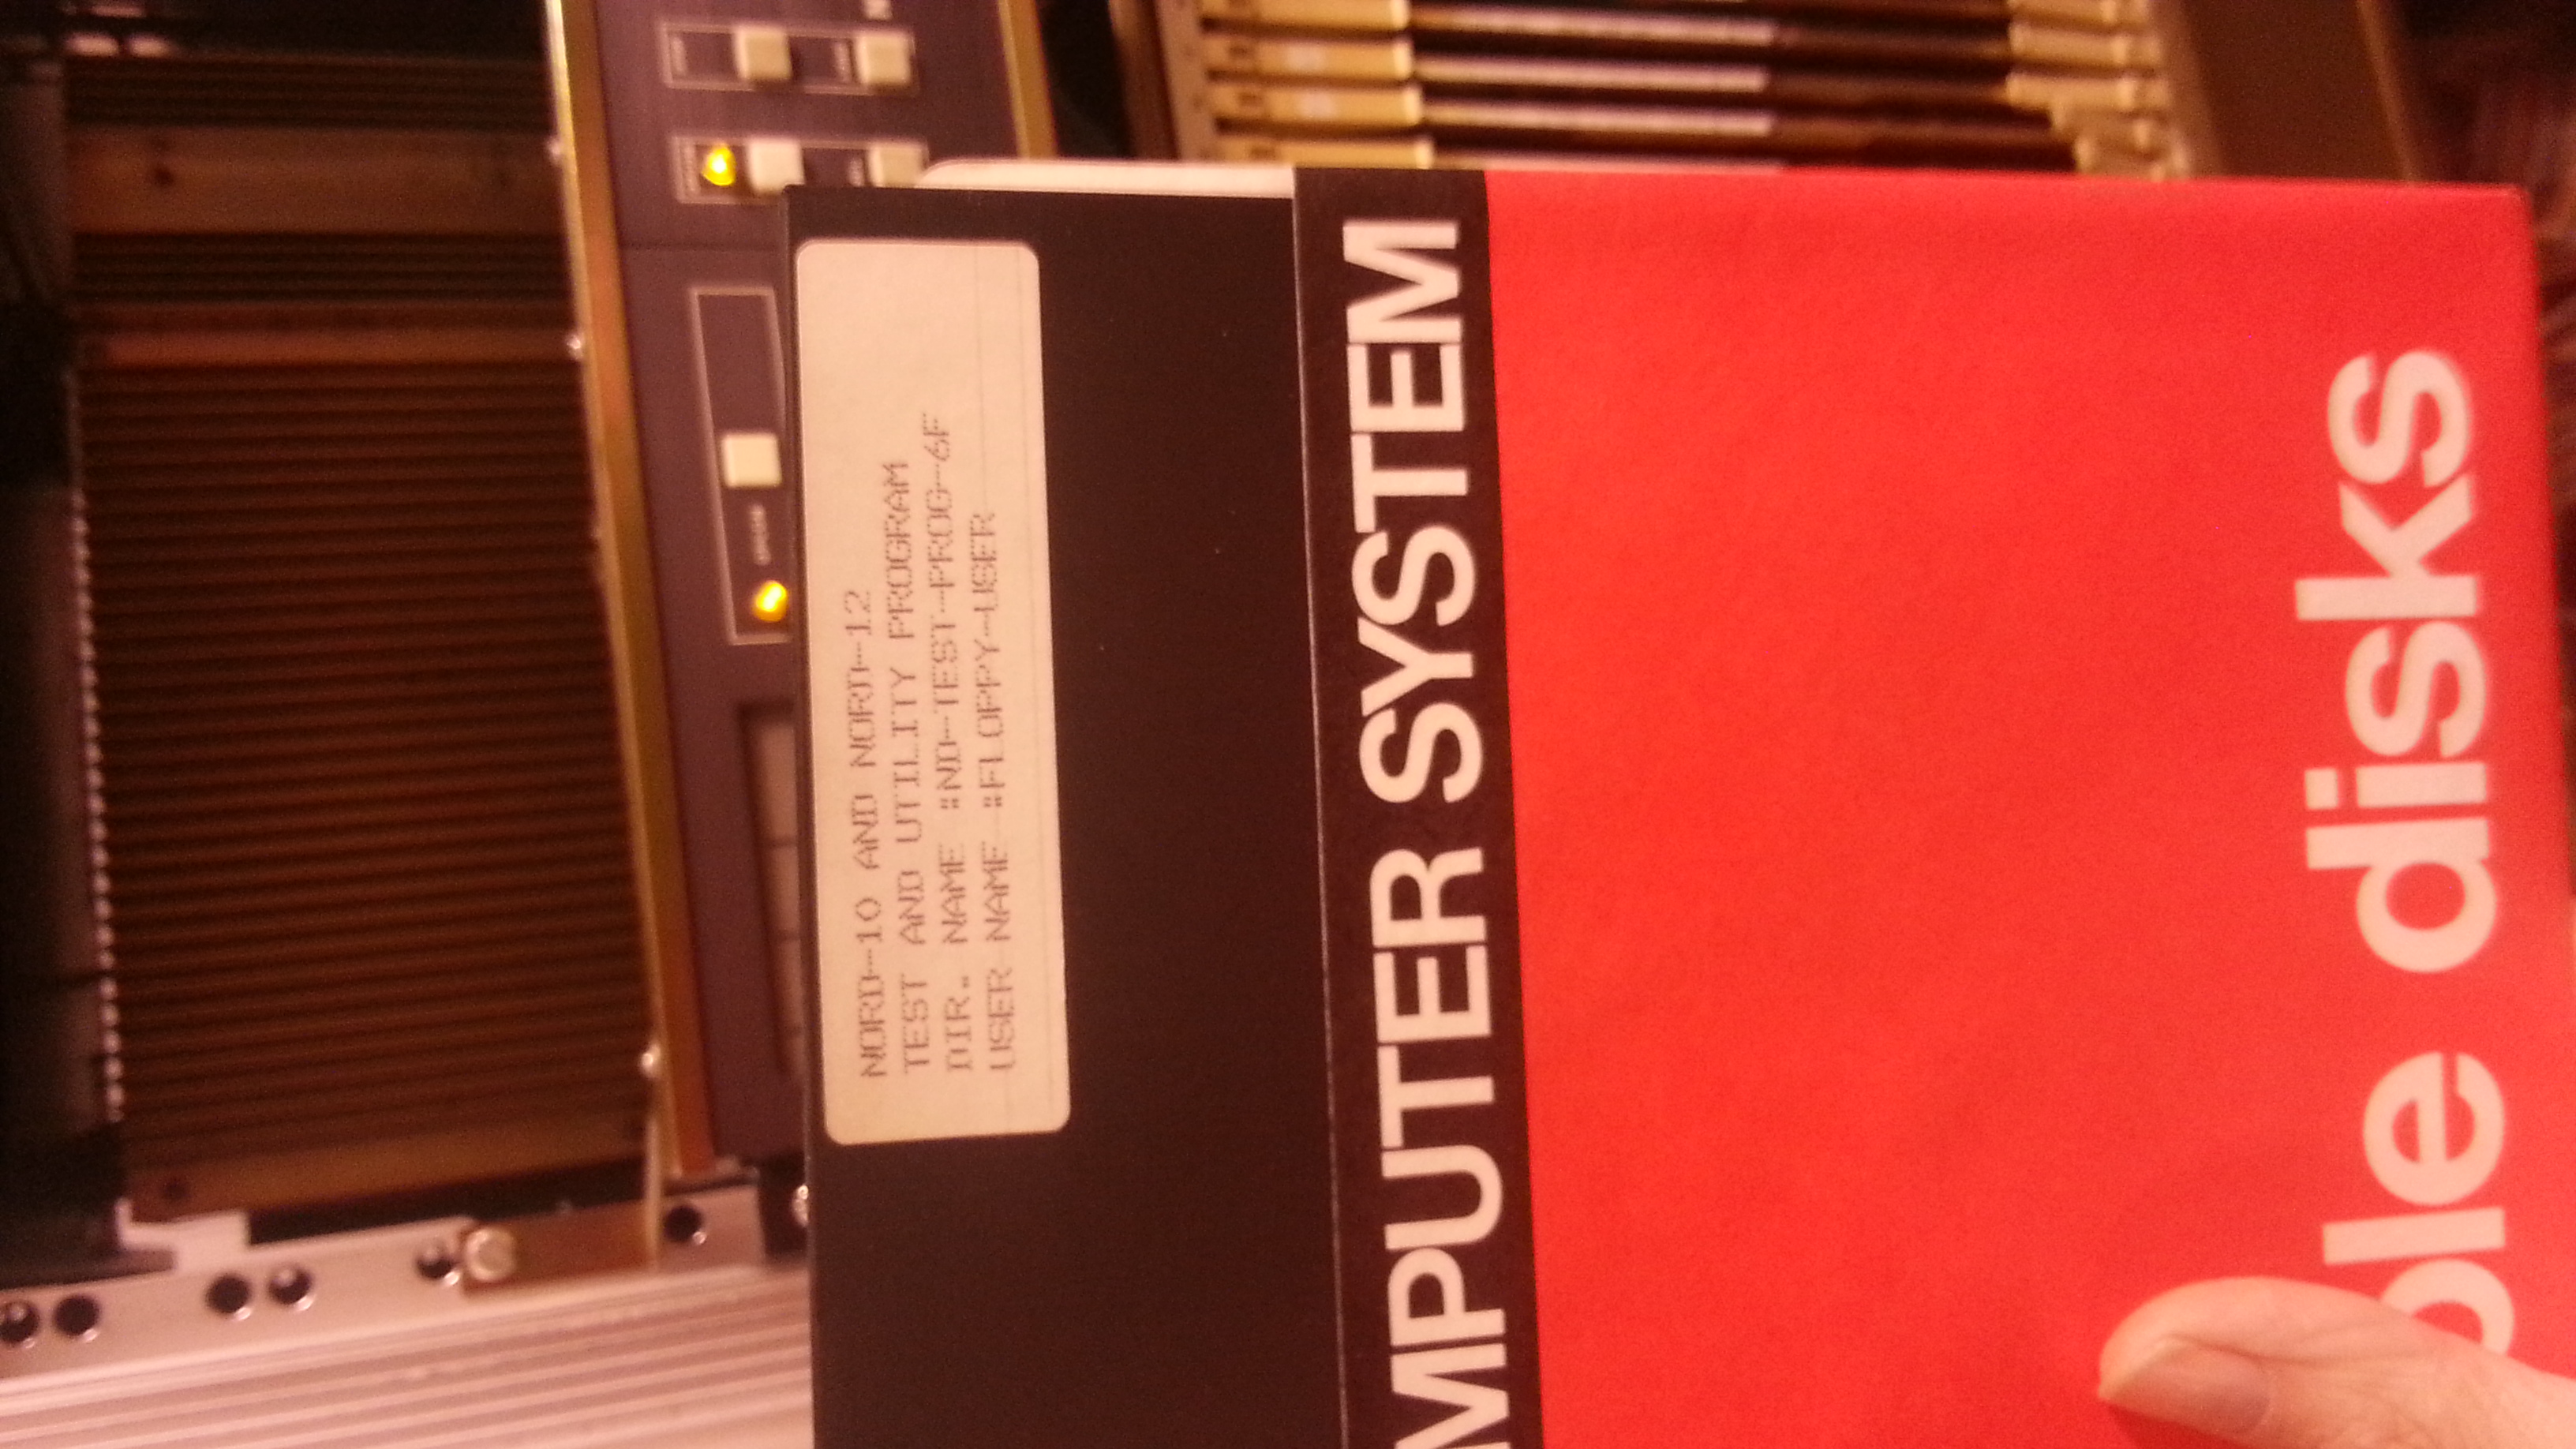 NORD-10 AND NORD-12
TEST AND UTILITY PROGRAM
DIR. NAME :ND-TEST-PROG-6F
USER NAME :FLOPPY-USER
MPUTER SYSTEM
ple disks